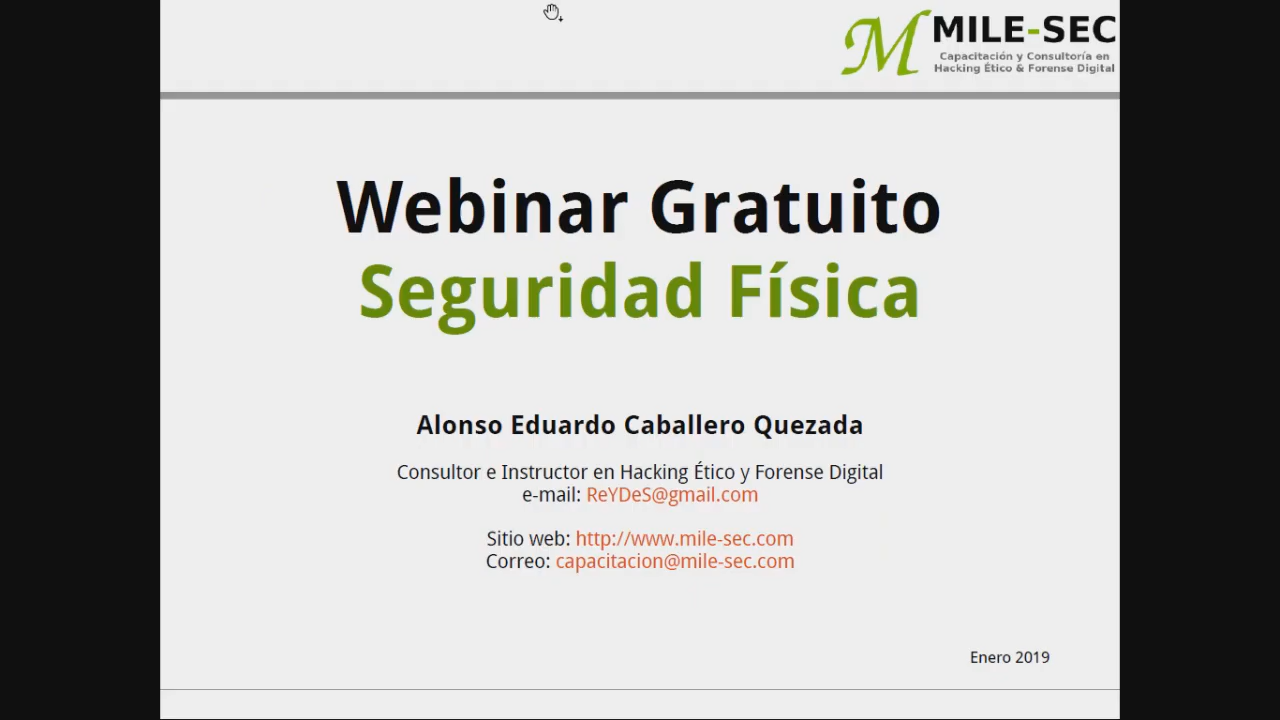 M MILE-SEC
Capacitación y Consultoría en
Hacking Ético & Forense Digital
Webinar Gratuito
Seguridad Física
Alonso Eduardo Caballero Quezada
Consultor e Instructor en Hacking Ético y Forense Digital
e-mail: ReYDeS@gmail.com
Sitio web: http://www.mile-sec.com
Correo: capacitacion@mile-sec.com
Enero 2019